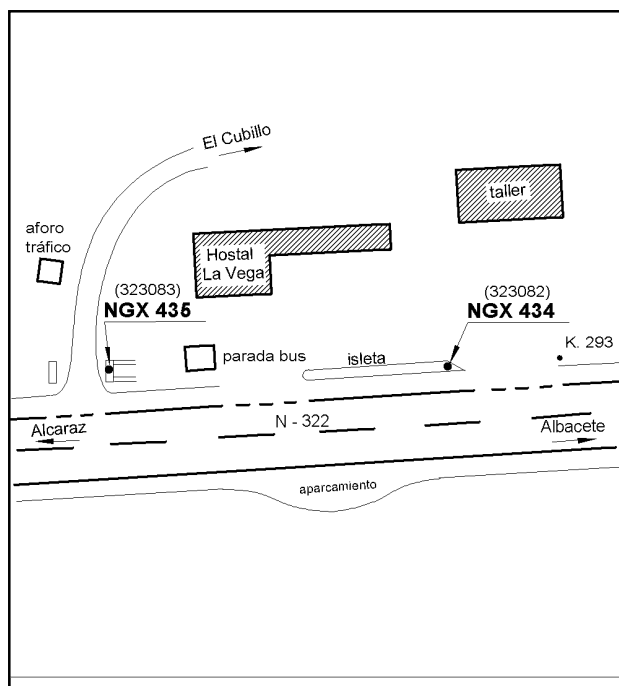 El Cubillo
taller
aforo
tráfico
Hostal
La Vega
(323083)
NGX 435
(323082)
NGX 434
parada bus
isleta
K. 293
Alcaraz
N - 322
Albacete
aparcamiento